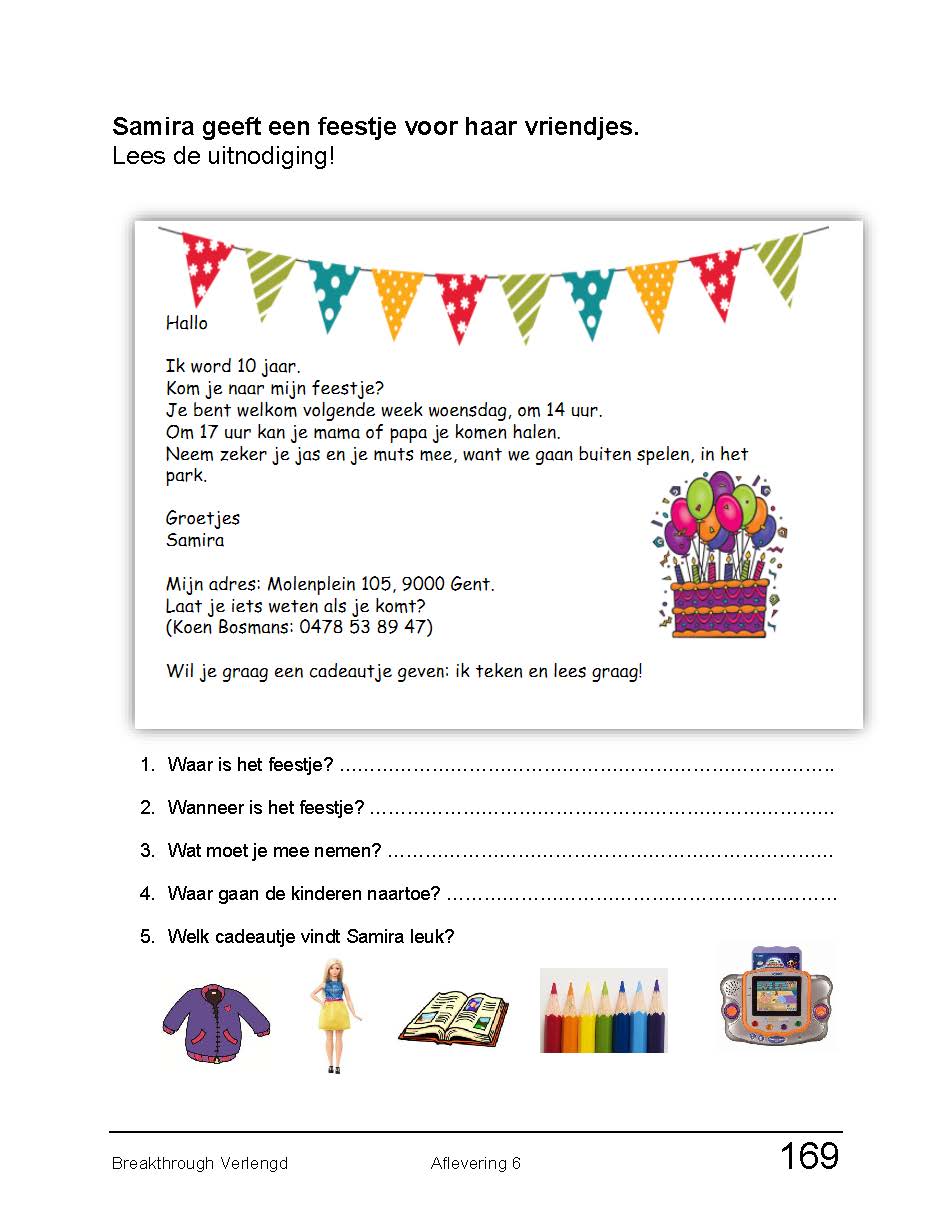 Samira geeft een feestje voor haar vriendjes.
Lees de uitnodiging!
Hallo
Ik word 10 jaar.
Kom je naar mijn feestje?
Je bent welkom volgende week woensdag, om 14 uur.
Om 17 uur kan je mama of papa je komen halen.
Neem zeker je jas en je muts mee, want we gaan buiten spelen, in het
park.
Groetjes
Samira
Mijn adres: Molenplein 105, 9000 Gent.
Laat je iets weten als je komt?
(Koen Bosmans: 0478 53 89 47)
Wil je graag een cadeautje geven: ik teken en lees graag!
1. Waar is het feestje? ……………………………………………………………………..
2. Wanneer is het feestje? …………………………………………………………………
3. Wat moet je mee nemen? ………………………………………………………………
4. Waar gaan de kinderen naartoe? ………………………………………………………
5. Welk cadeautje vindt Samira leuk?
Breakthrough Verlengd Aflevering 6 169